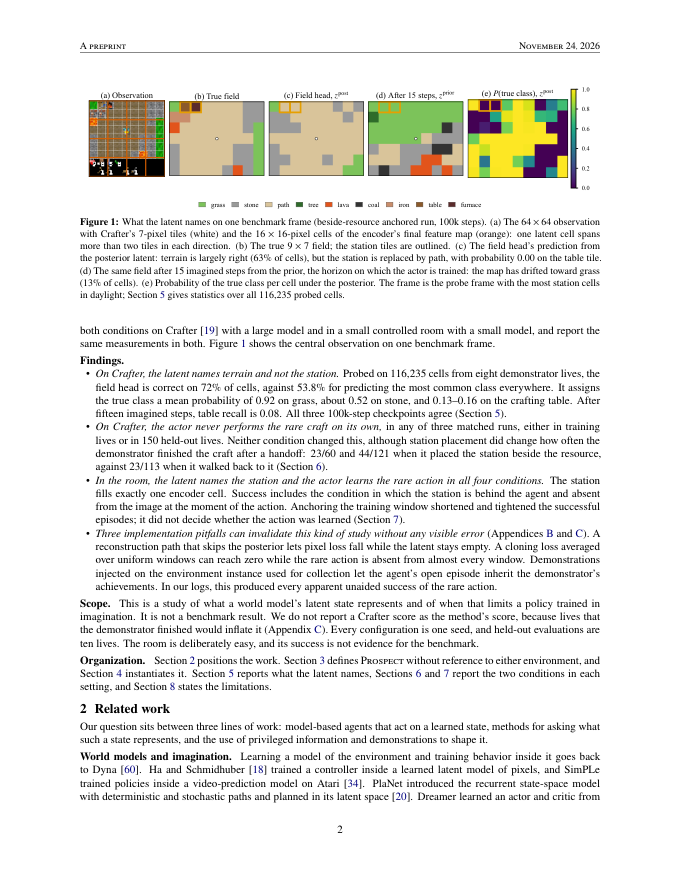 A PREPRINT
NOVEMBER 24, 2026
(a) Observation
(b) True field
(c) Field head, z^post
(d) After 15 steps, z^prior
(e) P(true class), z^post
1.0
0.8
0.6
0.4
0.2
0.0
grass stone path tree lava coal iron table furnace
Figure 1: What the latent names on one benchmark frame (beside-resource anchored run, 100k steps). (a) The 64 × 64 observation
with Crafter's 7-pixel tiles (white) and the 16 × 16-pixel cells of the encoder's final feature map (orange): one latent cell spans
more than two tiles in each direction. (b) The true 9 × 7 field; the station tiles are outlined. (c) The field head's prediction from
the posterior latent: terrain is largely right (63% of cells), but the station is replaced by path, with probability 0.00 on the table tile.
(d) The same field after 15 imagined steps from the prior, the horizon on which the actor is trained: the map has drifted toward grass
(13% of cells). (e) Probability of the true class per cell under the posterior. The frame is the probe frame with the most station cells
in daylight; Section 5 gives statistics over all 116,235 probed cells.
both conditions on Crafter [19] with a large model and in a small controlled room with a small model, and report the
same measurements in both. Figure 1 shows the central observation on one benchmark frame.
Findings.
• On Crafter, the latent names terrain and not the station. Probed on 116,235 cells from eight demonstrator lives, the
field head is correct on 72% of cells, against 53.8% for predicting the most common class everywhere. It assigns
the true class a mean probability of 0.92 on grass, about 0.52 on stone, and 0.13–0.16 on the crafting table. After
fifteen imagined steps, table recall is 0.08. All three 100k-step checkpoints agree (Section 5).
• On Crafter, the actor never performs the rare craft on its own, in any of three matched runs, either in training
lives or in 150 held-out lives. Neither condition changed this, although station placement did change how often the
demonstrator finished the craft after a handoff: 23/60 and 44/121 when it placed the station beside the resource,
against 23/113 when it walked back to it (Section 6).
• In the room, the latent names the station and the actor learns the rare action in all four conditions. The station
fills exactly one encoder cell. Success includes the condition in which the station is behind the agent and absent
from the image at the moment of the action. Anchoring the training window shortened and tightened the successful
episodes; it did not decide whether the action was learned (Section 7).
• Three implementation pitfalls can invalidate this kind of study without any visible error (Appendices B and C). A
reconstruction path that skips the posterior lets pixel loss fall while the latent stays empty. A cloning loss averaged
over uniform windows can reach zero while the rare action is absent from almost every window. Demonstrations
injected on the environment instance used for collection let the agent's open episode inherit the demonstrator's
achievements. In our logs, this produced every apparent unaided success of the rare action.
Scope. This is a study of what a world model's latent state represents and of when that limits a policy trained in
imagination. It is not a benchmark result. We do not report a Crafter score as the method's score, because lives that
the demonstrator finished would inflate it (Appendix C). Every configuration is one seed, and held-out evaluations are
ten lives. The room is deliberately easy, and its success is not evidence for the benchmark.
Organization. Section 2 positions the work. Section 3 defines PROSPECT without reference to either environment, and
Section 4 instantiates it. Section 5 reports what the latent names, Sections 6 and 7 report the two conditions in each
setting, and Section 8 states the limitations.
2 Related work
Our question sits between three lines of work: model-based agents that act on a learned state, methods for asking what
such a state represents, and the use of privileged information and demonstrations to shape it.
World models and imagination. Learning a model of the environment and training behavior inside it goes back
to Dyna [60]. Ha and Schmidhuber [18] trained a controller inside a learned latent model of pixels, and SimPLe
trained policies inside a video-prediction model on Atari [34]. PlaNet introduced the recurrent state-space model
with deterministic and stochastic paths and planned in its latent space [20]. Dreamer learned an actor and critic from
2